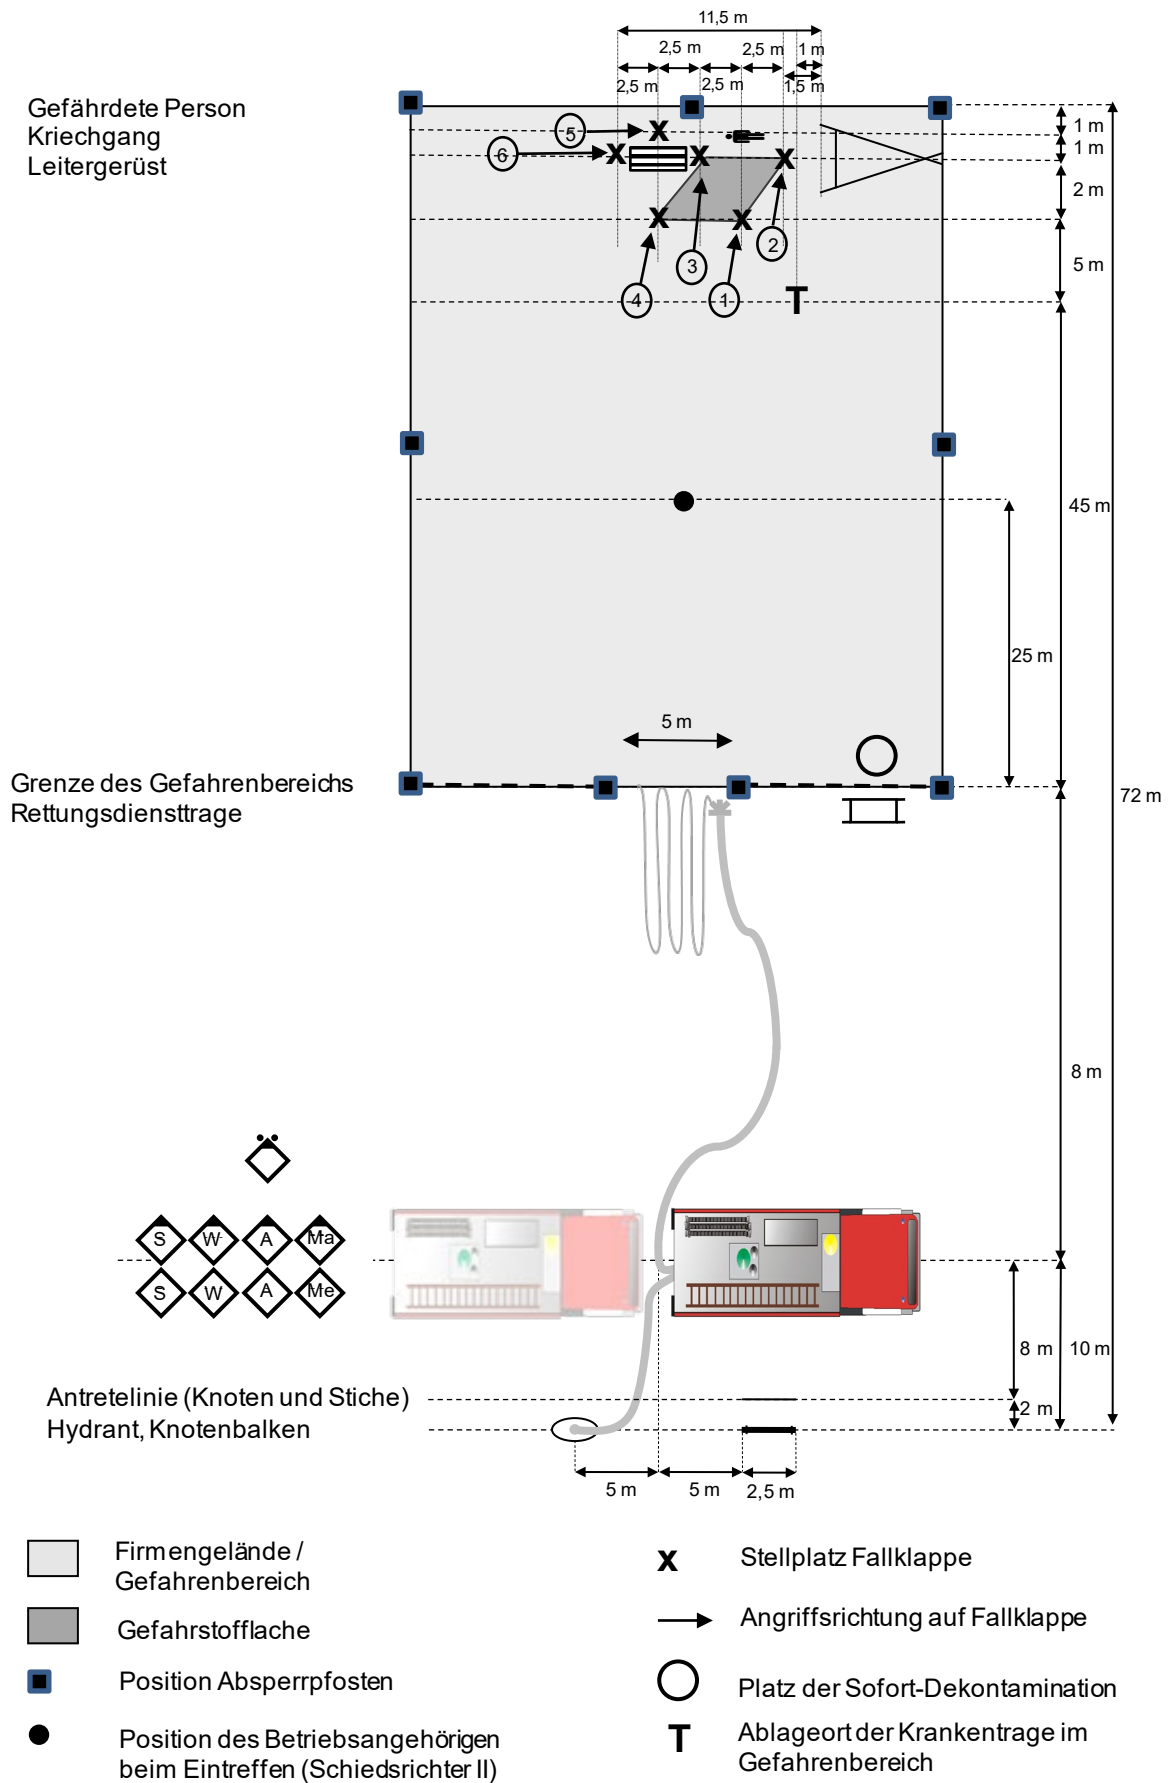 11,5 m
2,5 m
2,5 m
1 m
2,5 m
2,5 m
1,5 m
Gefährdete Person
Kriechgang
Leitergerüst
5
6
1 m
1 m
2 m
2
3
4
1
T
5 m
45 m
25 m
5 m
Grenze des Gefahrenbereichs
Rettungsdiensttrage
72 m
8 m
S W A Ma
S W A Me
8 m
10 m
Antretelinie (Knoten und Stiche)
Hydrant, Knotenbalken
2 m
5 m
5 m
2,5 m
Firmengelände /
Gefahrenbereich
Gefahrstofflache
Position Absperrpfosten
Position des Betriebsangehörigen
beim Eintreffen (Schiedsrichter II)
x Stellplatz Fallklappe
Angriffsrichtung auf Fallklappe
Platz der Sofort-Dekontamination
T Ablageort der Krankentrage im
Gefahrenbereich